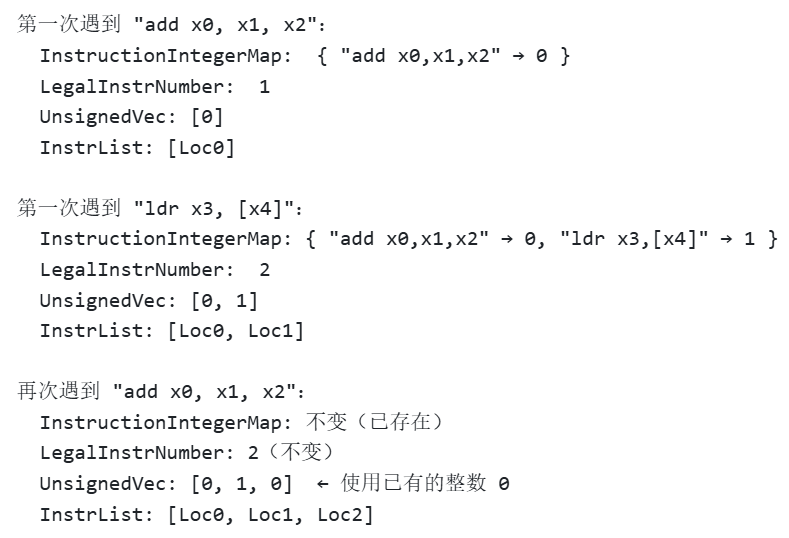 第一次遇到 "add x0, x1, x2":
InstructionIntegerMap: { "add x0,x1,x2" → 0 }
LegalInstrNumber: 1
UnsignedVec: [0]
InstrList: [Loc0]
第一次遇到 "ldr x3, [x4]":
InstructionIntegerMap: { "add x0,x1,x2" → 0, "ldr x3,[x4]" → 1 }
LegalInstrNumber: 2
UnsignedVec: [0, 1]
InstrList: [Loc0, Loc1]
再次遇到 "add x0, x1, x2":
InstructionIntegerMap: 不变（已存在）
LegalInstrNumber: 2（不变）
UnsignedVec: [0, 1, 0] ← 使用已有的整数 0
InstrList: [Loc0, Loc1, Loc2]